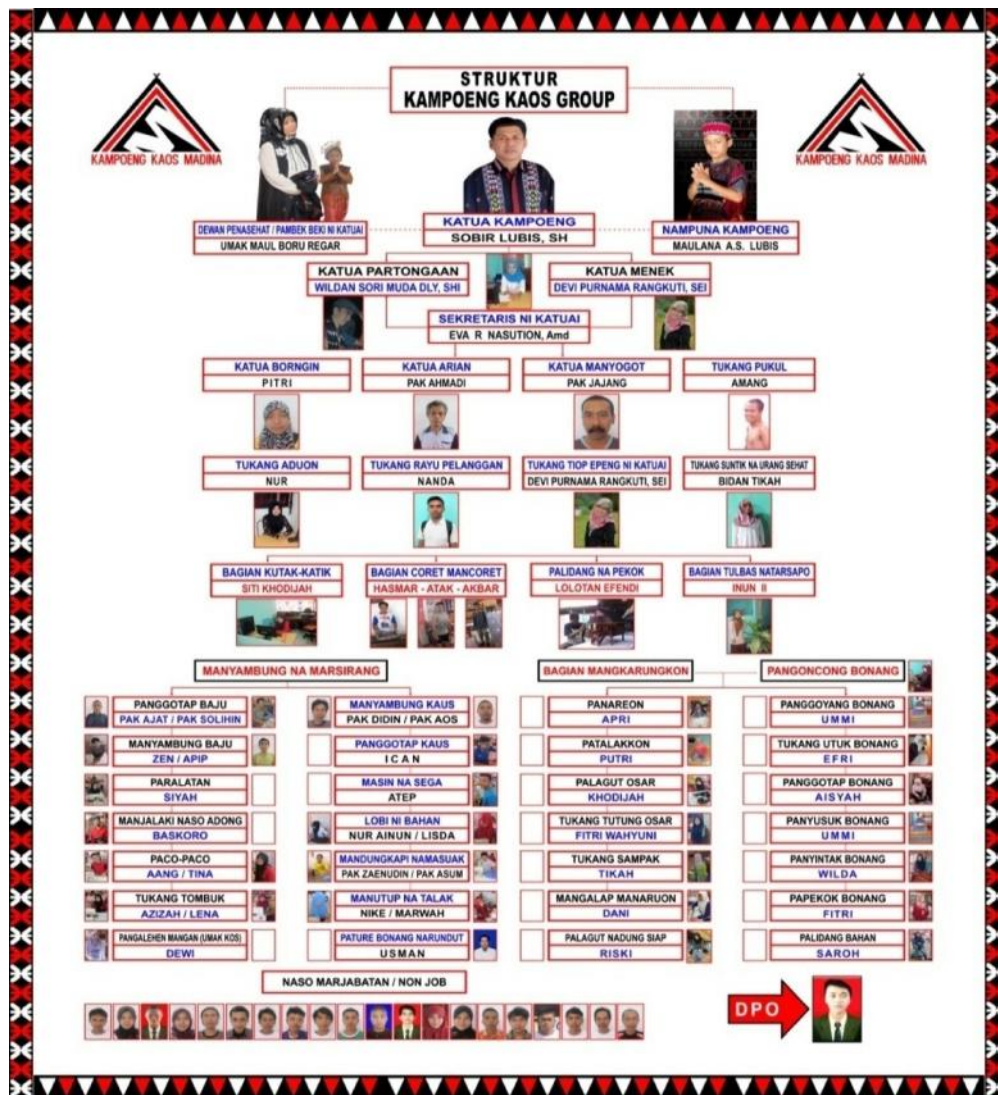 STRUKTUR
KAMPOENG KAOS GROUP
KAMPOENG KAOS MADINA
KAMPOENG KAOS MADINA
DEWAN PENASEHAT / PAMBEK BEKI NI KATUAI
UMAK MAUL BORU REGAR
KATUA KAMPOENG
SOBIR LUBIS, SH
NAMPUNA KAMPOENG
MAULANA A.S. LUBIS
KATUA PARTONGAAN
WILDAN SORI MUDA DLY, SHI
KATUA MENEK
DEVI PURNAMA RANGKUTI, SEI
SEKRETARIS NI KATUAI
EVA R NASUTION, Amd
KATUA BORNGIN
PITRI
KATUA ARIAN
PAK AHMADI
KATUA MANYOGOT
PAK JAJANG
TUKANG PUKUL
AMANG
TUKANG ADUON
NUR
TUKANG RAYU PELANGGAN
NANDA
TUKANG TIOP EPENG NI KATUAI
DEVI PURNAMA RANGKUTI, SEI
TUKANG SUNTIK NA URANG SEHAT
BIDAN TIKAH
BAGIAN KUTAK-KATIK
SITI KHODIJAH
BAGIAN CORET MANCORET
HASMAR - ATAK - AKBAR
PALIDANG NA PEKOK
LOLOTAN EFENDI
BAGIAN TULBAS NATARSAPO
INUN II
MANYAMBUNG NA MARSIRANG
PANGGOTAP BAJU
PAK AJAT / PAK SOLIHIN
MANYAMBUNG BAJU
ZEN / APIP
PARALATAN
SIYAH
MANJALAKI NASO ADONG
BASKORO
PACO-PACO
AANG / TINA
TUKANG TOMBUK
AZIZAH / LENA
PANGALEHEN MANGAN (UMAK KOS)
DEWI
MANYAMBUNG KAUS
PAK DIDIN / PAK AOS
PANGGOTAP KAUS
ICAN
MASIN NA SEGA
ATEP
LOBI NI BAHAN
NUR AINUN / LISDA
MANDUNGKAPI NAMASUAK
PAK ZAENUDIN / PAK ASUM
MANUTUP NA TALAK
NIKE / MARWAH
PATURE BONANG NARUNDUT
USMAN
BAGIAN MANGKARUNGKON
PANAREON
APRI
PATALAKKON
PUTRI
PALAGUT OSAR
KHODIJAH
TUKANG TUTUNG OSAR
FITRI WAHYUNI
TUKANG SAMPAK
TIKAH
MANGALAP MANARUON
DANI
PALAGUT NADUNG SIAP
RISKI
PANGONCONG BONANG
PANGGOYANG BONANG
UMMI
TUKANG UTUK BONANG
EFRI
PANGGOTAP BONANG
AISYAH
PANYUSUK BONANG
UMMI
PANYINTAK BONANG
WILDA
PAPEKOK BONANG
FITRI
PALIDANG BAHAN
SAROH
NASO MARJABATAN / NON JOB
DPO